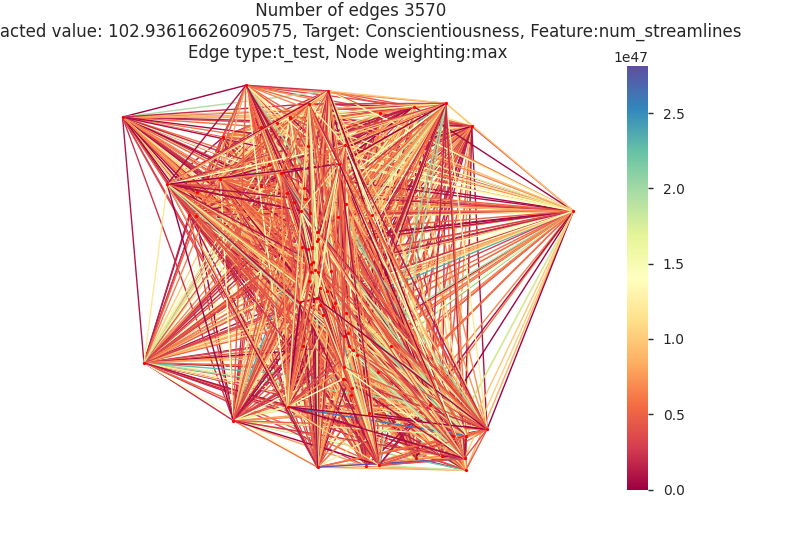 Number of edges 3570
acted value: 102.93616626090575, Target: Conscientiousness, Feature:num_streamlines
Edge type:t_test, Node weighting:max
1e47
2.5
2.0
1.5
1.0
0.5
0.0